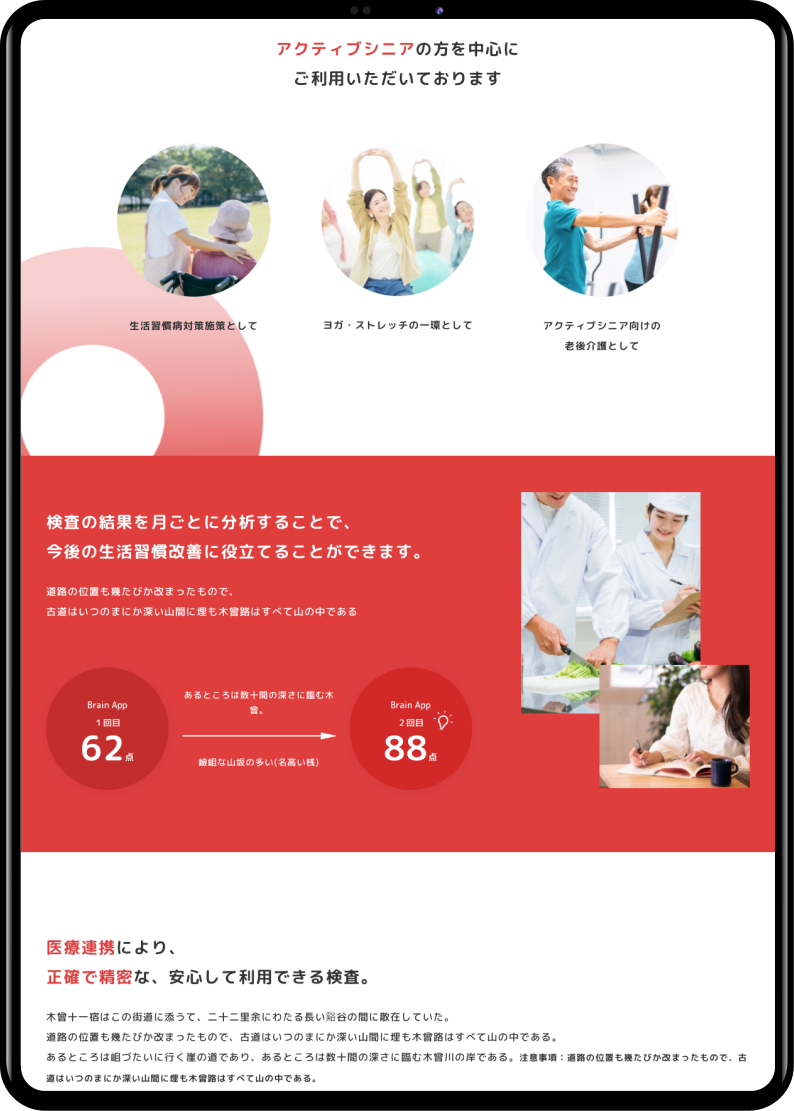 アクティブシニアの方を中心に
ご利用いただいております
生活習慣病対策施策として
ヨガ・ストレッチの一環として
アクティブシニア向けの
老後介護として
検査の結果を月ごとに分析することで、
今後の生活習慣改善に役立てることができます。
道路の位置も幾たびか改まったもので、
古道はいつのまにか深い山間に埋も木曾路はすべて山の中である
Brain App
1回目
62点
あるところは数十間の深さに臨む木
曾。
嶮岨な山坂の多い(名高い桟)
Brain App
2回目
88点
医療連携により、
正確で精密な、安心して利用できる検査。
木曾十一宿はこの街道に添うて、二十二里余にわたる長い谿谷の間に散在していた。
道路の位置も幾たびか改まったもので、古道はいつのまにか深い山間に埋も木曾路はすべて山の中である。
あるところは岨づたいに行く崖の道であり、あるところは数十間の深さに臨む木曾川の岸である。注意事項：道路の位置も幾たびか改まったもので、古
道はいつのまにか深い山間に埋も木曾路はすべて山の中である。